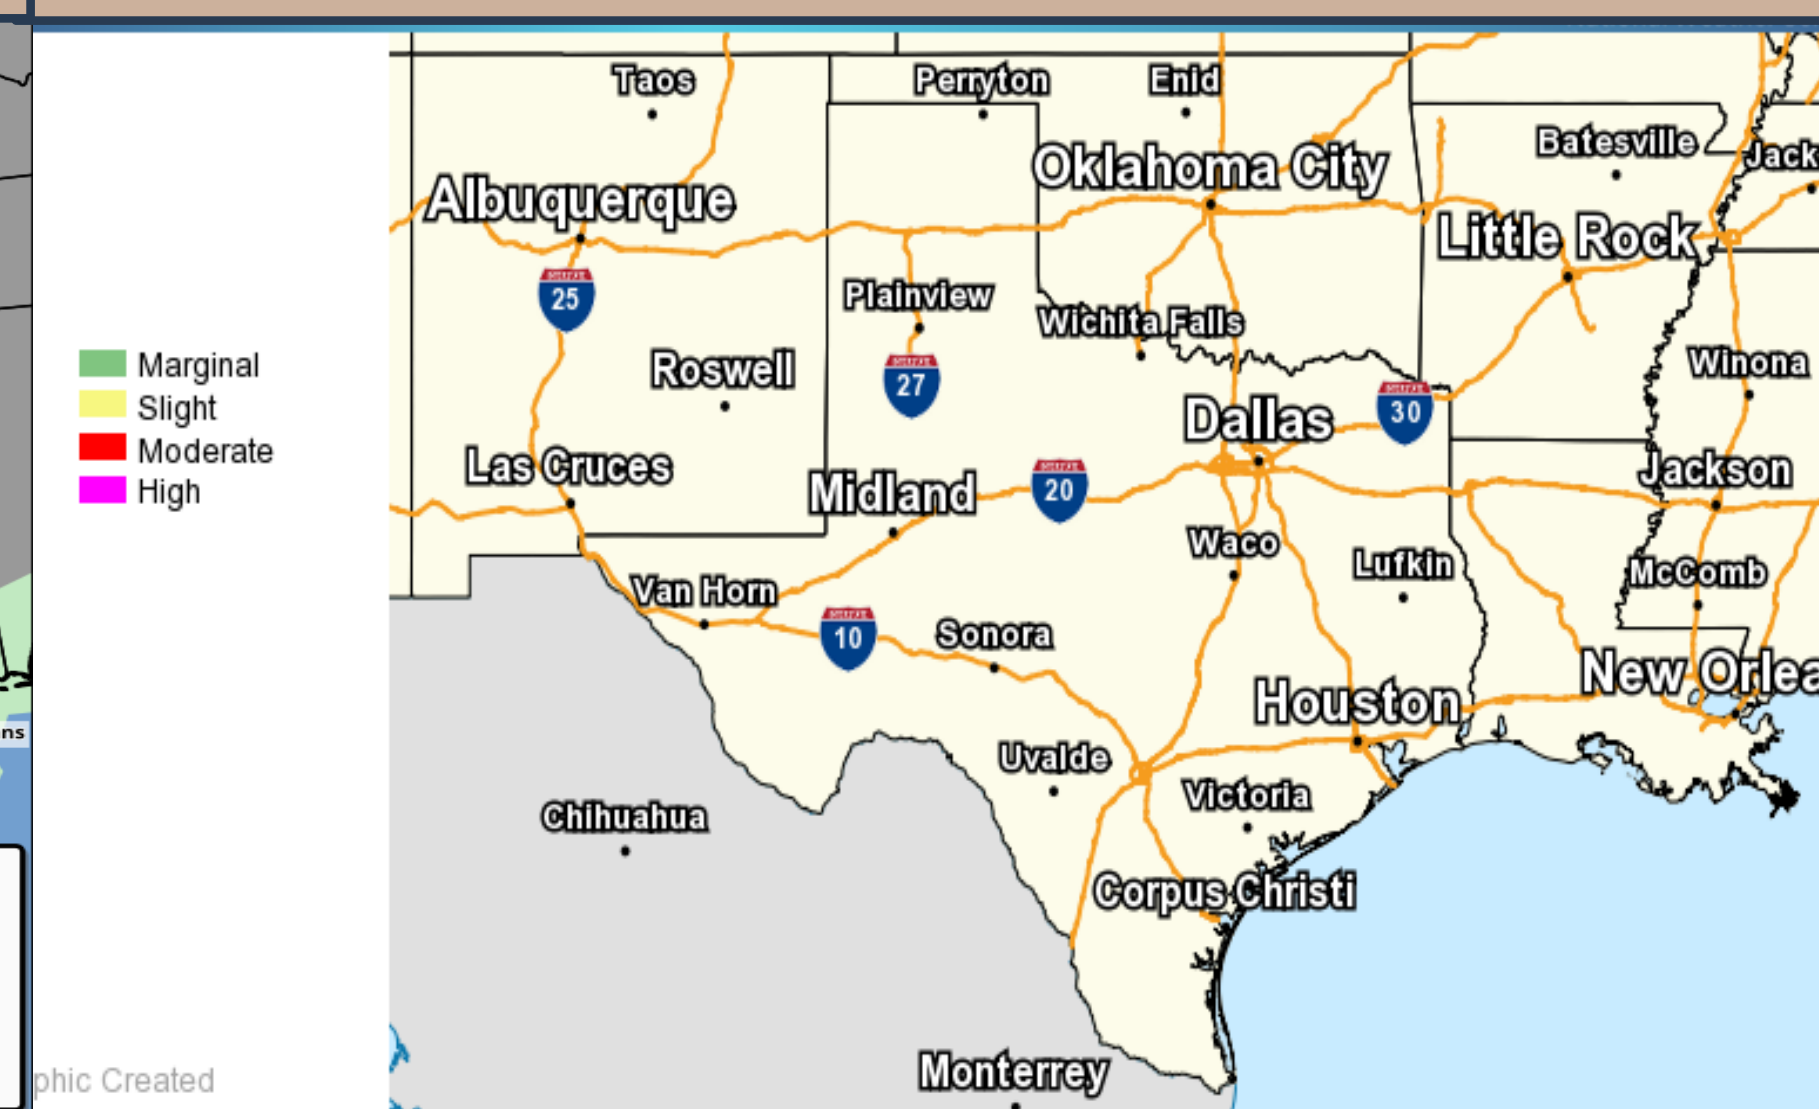 Taos
Perryton
Enid
Batesville
Jack
Oklahoma City
Albuquerque
Little Rock
25
Plainview
Wichita Falls
27
Roswell
Winona
30
Dallas
Marginal
Slight
Moderate
High
Las Cruces
Midland
20
Jackson
Waco
Lufkin
McComb
Van Horn
10
Sonora
New Orlea
Houston
ns
Uvalde
Victoria
Chihuahua
Corpus Christi
Monterrey
phic Created